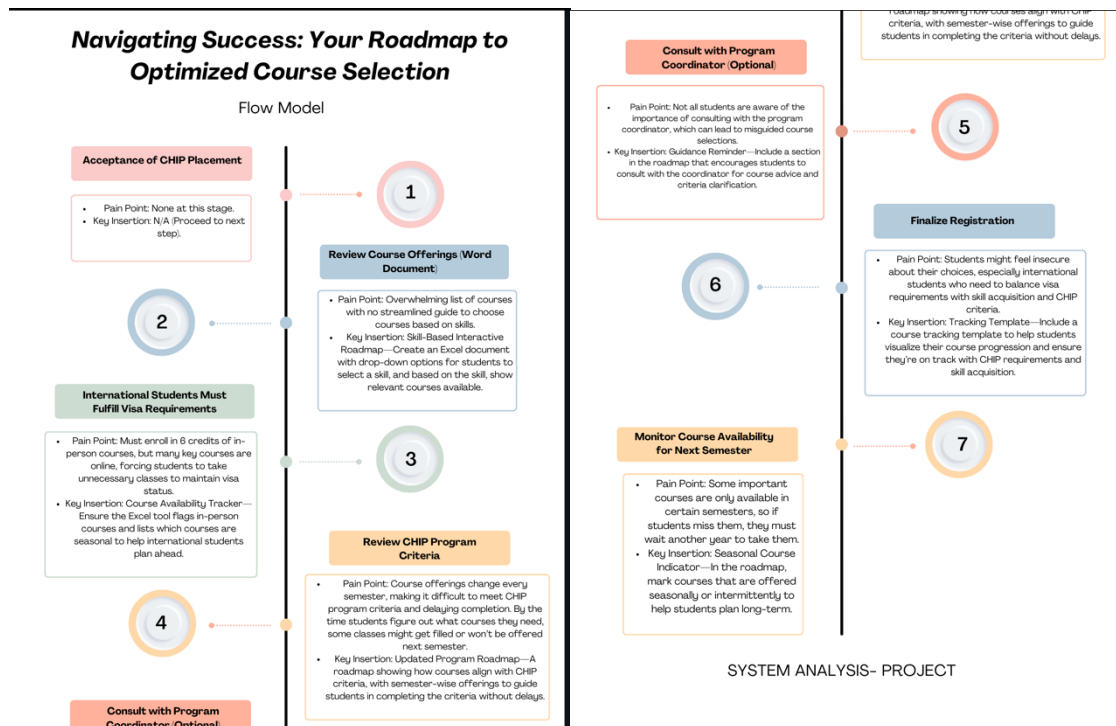 Navigating Success: Your Roadmap to
Optimized Course Selection
Flow Model
Acceptance of CHIP Placement
1
• Pain Point: None at this stage.
• Key Insertion: N/A (Proceed to next
step).
Review Course Offerings (Word
Document)
2
• Pain Point: Overwhelming list of courses
with no streamlined guide to choose
courses based on skills.
• Key Insertion: Skill-Based Interactive
Roadmap—Create an Excel document
with drop-down options for students to
select a skill, and based on the skill, show
relevant courses available.
International Students Must
Fulfill Visa Requirements
3
• Pain Point: Must enroll in 6 credits of in-
person courses, but many key courses are
online, forcing students to take
unnecessary classes to maintain visa
status.
• Key Insertion: Course Availability Tracker—
Ensure the Excel tool flags in-person
courses and lists which courses are
seasonal to help international students
plan ahead.
Review CHIP Program
Criteria
4
• Pain Point: Course offerings change every
semester, making it difficult to meet CHIP
program criteria and delaying completion. By the
time students figure out what courses they need,
some classes might get filled or won't be offered
next semester.
• Key Insertion: Updated Program Roadmap—A
roadmap showing how courses align with CHIP
criteria, with semester-wise offerings to guide
students in completing the criteria without delays.
Consult with Program
Coordinator (Optional)
roadmap showing how courses align with CHIP
criteria, with semester-wise offerings to guide
students in completing the criteria without delays.
Consult with Program
Coordinator (Optional)
5
• Pain Point: Not all students are aware of the
importance of consulting with the program
coordinator, which can lead to misguided course
selections.
• Key Insertion: Guidance Reminder—Include a section
in the roadmap that encourages students to
consult with the coordinator for course advice and
criteria clarification.
Finalize Registration
6
• Pain Point: Students might feel insecure
about their choices, especially international
students who need to balance visa
requirements with skill acquisition and CHIP
criteria.
• Key Insertion: Tracking Template—Include a
course tracking template to help students
visualize their course progression and ensure
they're on track with CHIP requirements and
skill acquisition.
Monitor Course Availability
for Next Semester
7
• Pain Point: Some important
courses are only available in
certain semesters, so if
students miss them, they must
wait another year to take them.
• Key Insertion: Seasonal Course
Indicator—In the roadmap,
mark courses that are offered
seasonally or intermittently to
help students plan long-term.
SYSTEM ANALYSIS- PROJECT